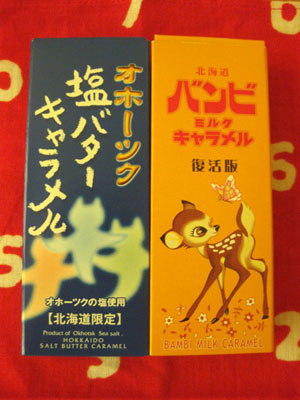 オホーツク
塩バター
キャラメル
オホーツクの塩使用
【北海道限定】
Product of Okhotsk Sea salt.
HOKKAIDO
SALT BUTTER CARAMEL
北海道
バンビ
ミルク
キャラメル
復活版
BAMBI MILK CARAMEL